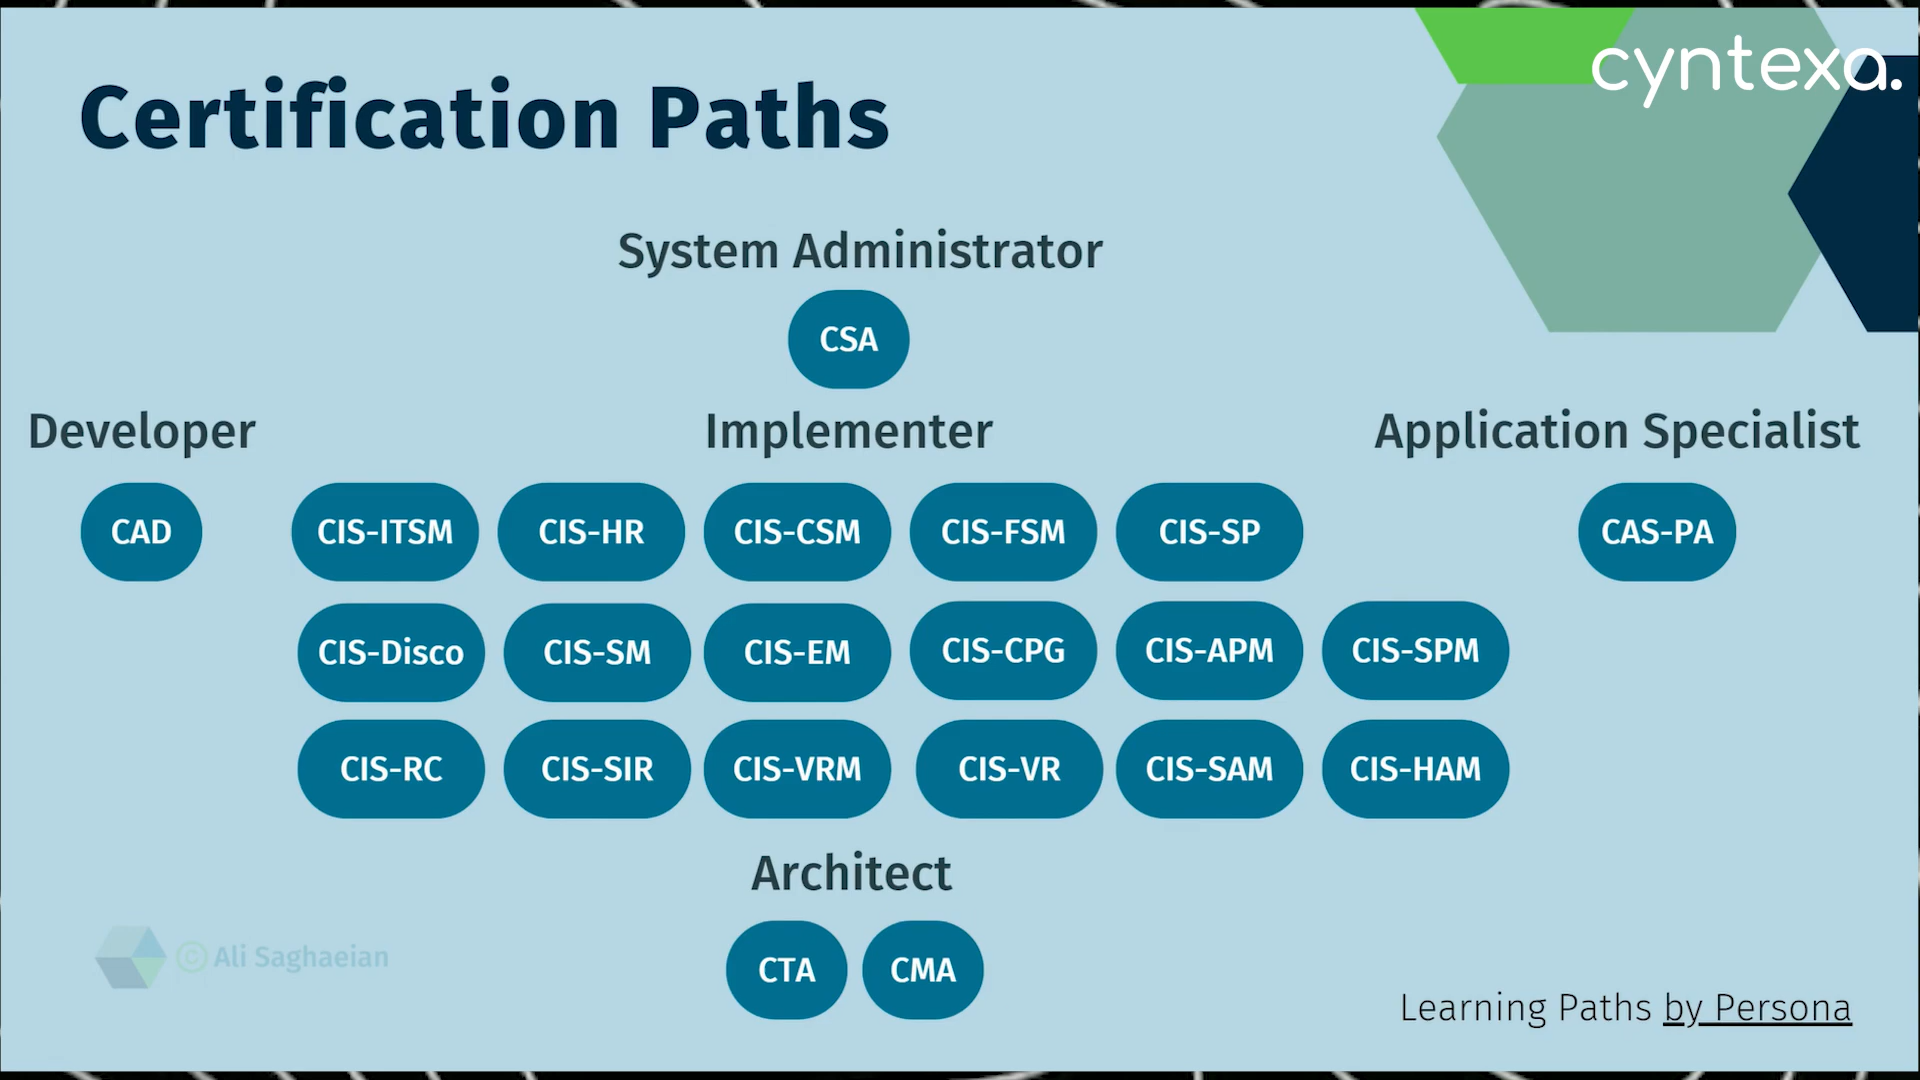 cyntexa.
Certification Paths
System Administrator
CSA
Developer
Implementer
Application Specialist
CAD
CIS-ITSM
CIS-HR
CIS-CSM
CIS-FSM
CIS-SP
CAS-PA
CIS-Disco
CIS-SM
CIS-EM
CIS-CPG
CIS-APM
CIS-SPM
CIS-RC
CIS-SIR
CIS-VRM
CIS-VR
CIS-SAM
CIS-HAM
Architect
CTA
CMA
© Ali Saghaeian
Learning Paths by Persona